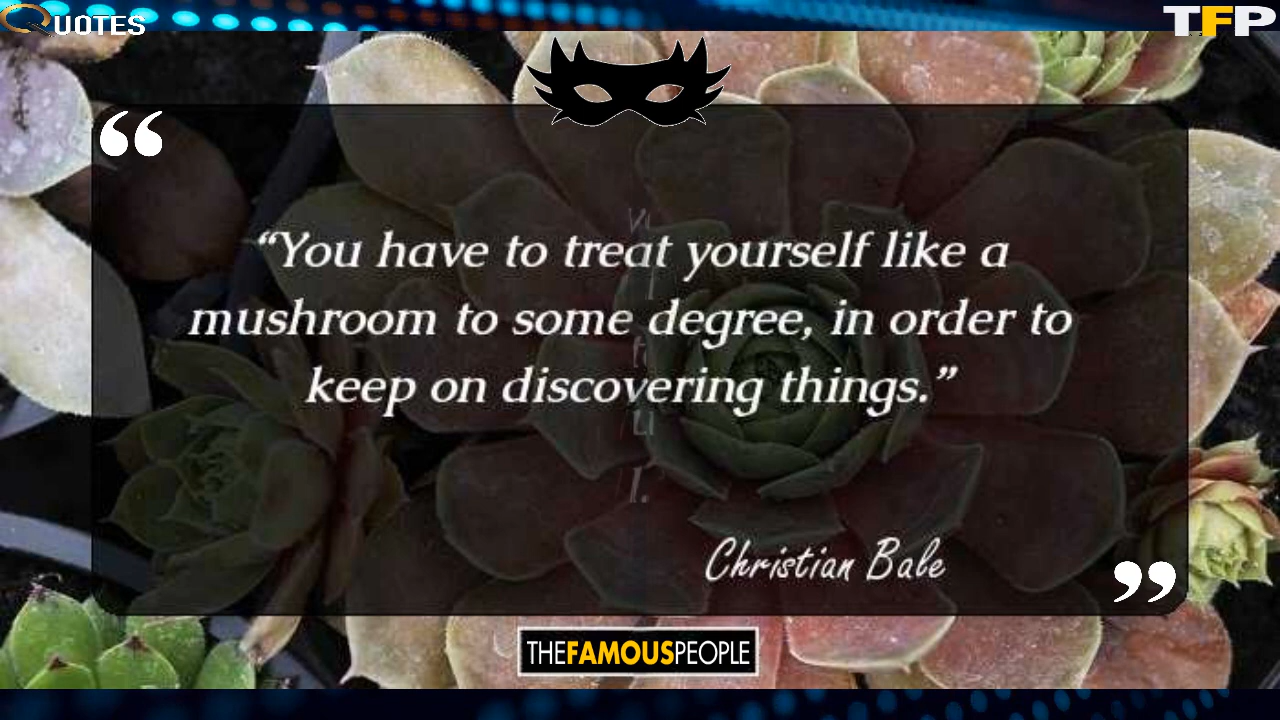 QUOTES
TFP
“
“You have to treat yourself like a
mushroom to some degree, in order to
keep on discovering things.”
Christian Bale
”
THEFAMOUSPEOPLE